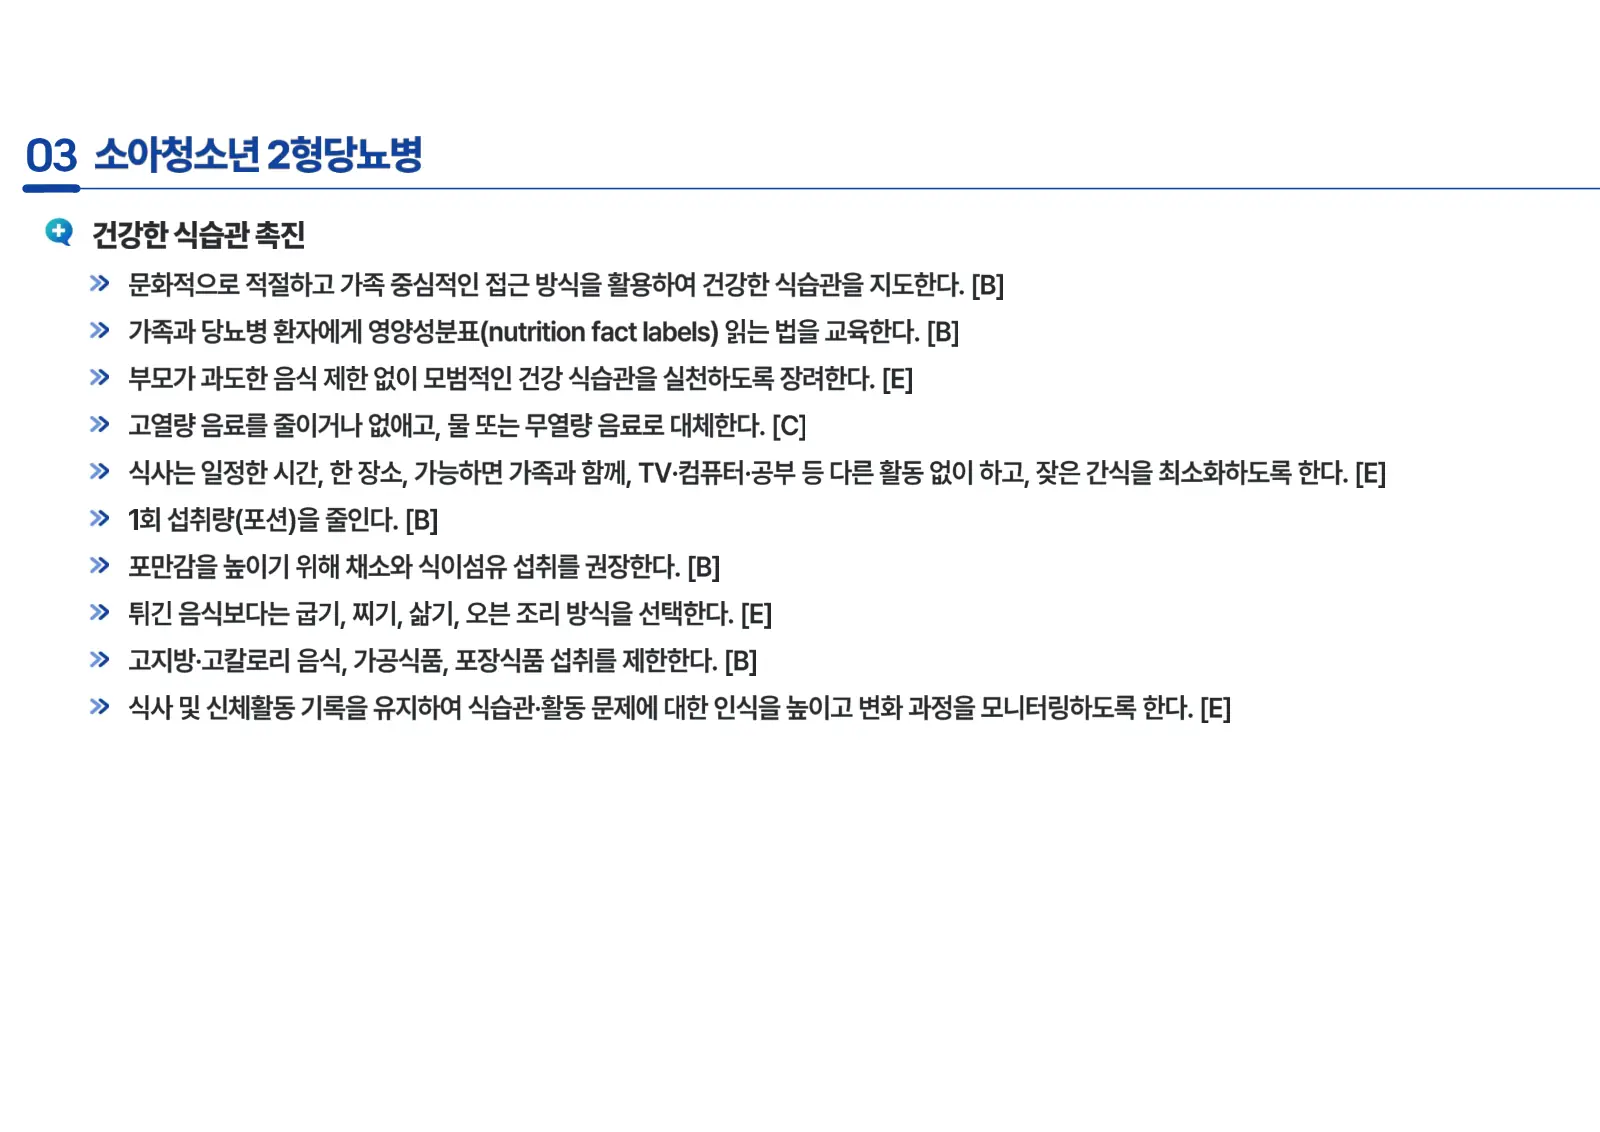 03 소아청소년 2형당뇨병
건강한 식습관 촉진
문화적으로 적절하고 가족 중심적인 접근 방식을 활용하여 건강한 식습관을 지도한다. [B]
가족과 당뇨병 환자에게 영양성분표(nutrition fact labels) 읽는 법을 교육한다. [B]
부모가 과도한 음식 제한 없이 모범적인 건강 식습관을 실천하도록 장려한다. [E]
고열량 음료를 줄이거나 없애고, 물 또는 무열량 음료로 대체한다. [C]
식사는 일정한 시간, 한 장소, 가능하면 가족과 함께, TV·컴퓨터·공부 등 다른 활동 없이 하고, 잦은 간식을 최소화하도록 한다. [E]
1회 섭취량(포션)을 줄인다. [B]
포만감을 높이기 위해 채소와 식이섬유 섭취를 권장한다. [B]
튀긴 음식보다는 굽기, 찌기, 삶기, 오븐 조리 방식을 선택한다. [E]
고지방·고칼로리 음식, 가공식품, 포장식품 섭취를 제한한다. [B]
식사 및 신체활동 기록을 유지하여 식습관·활동 문제에 대한 인식을 높이고 변화 과정을 모니터링하도록 한다. [E]